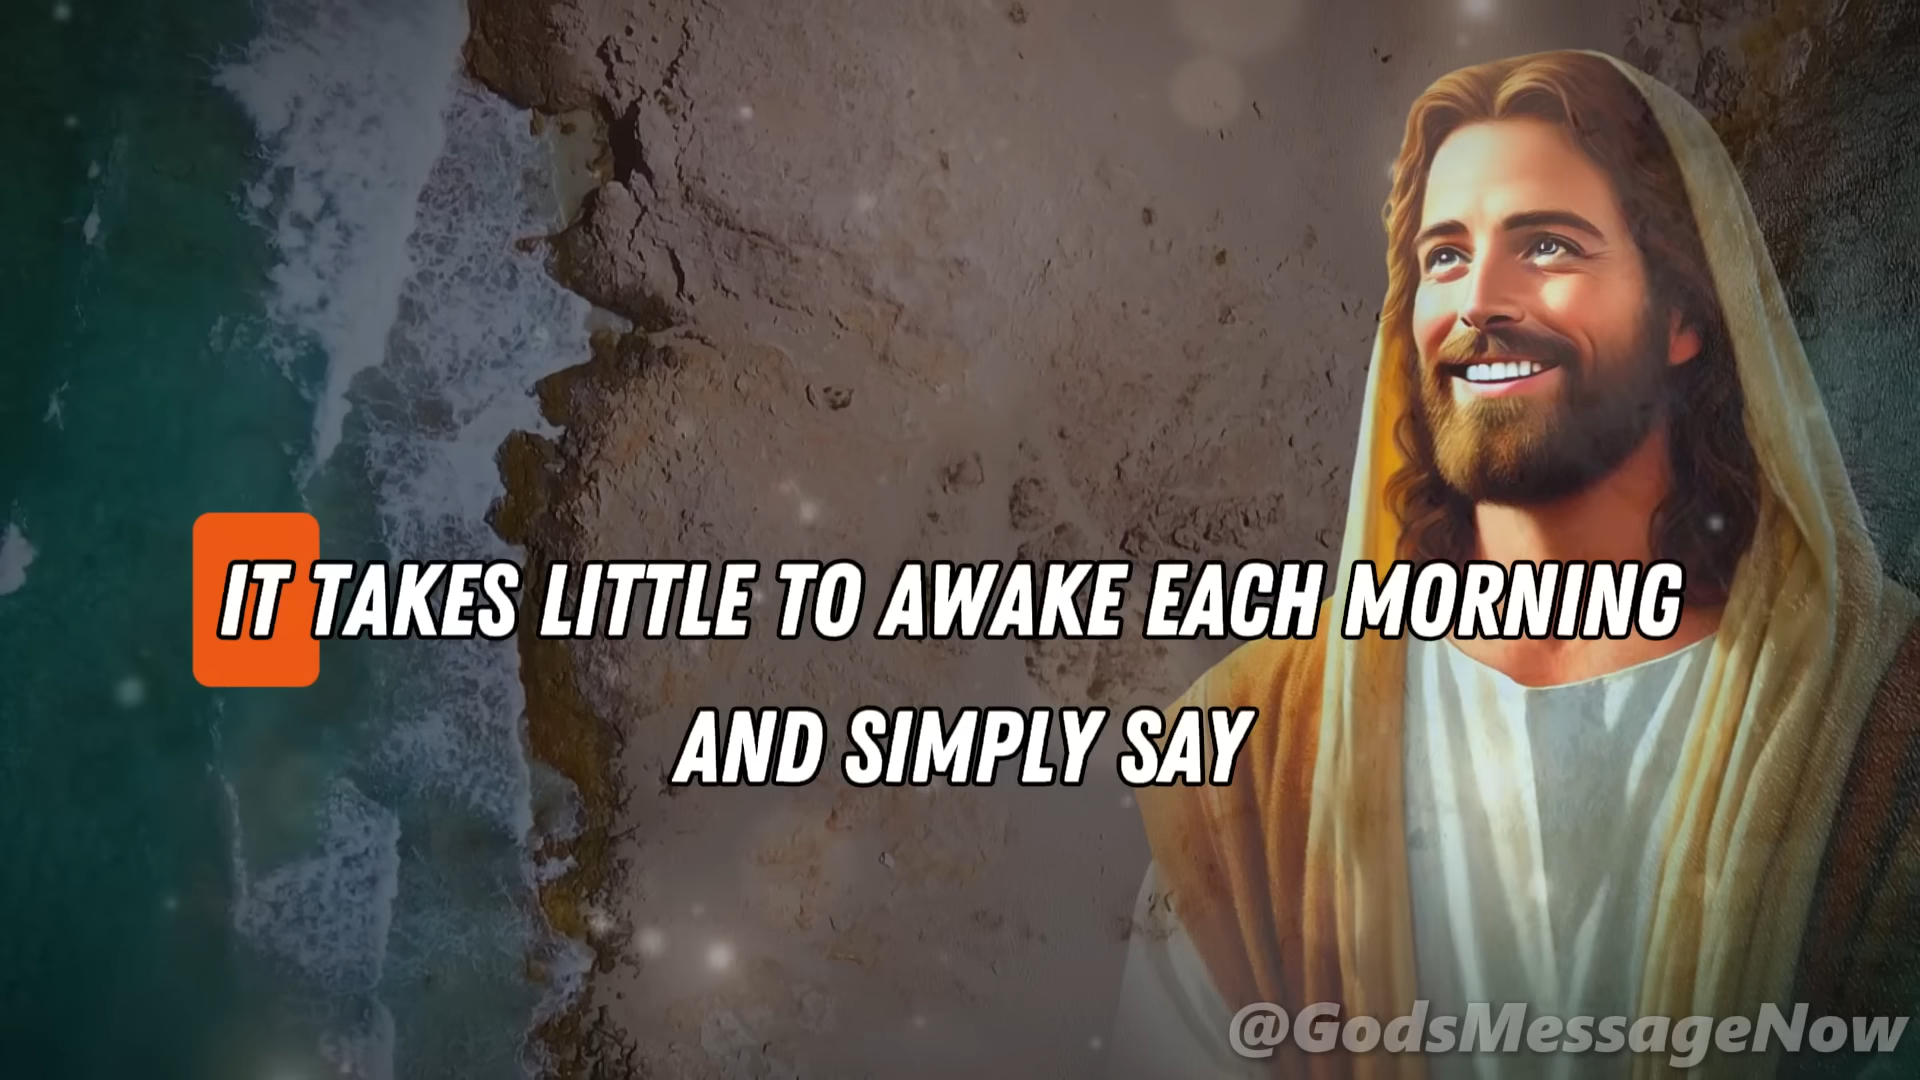 IT TAKES LITTLE TO AWAKE EACH MORNING
AND SIMPLY SAY
@GodsMessageNow